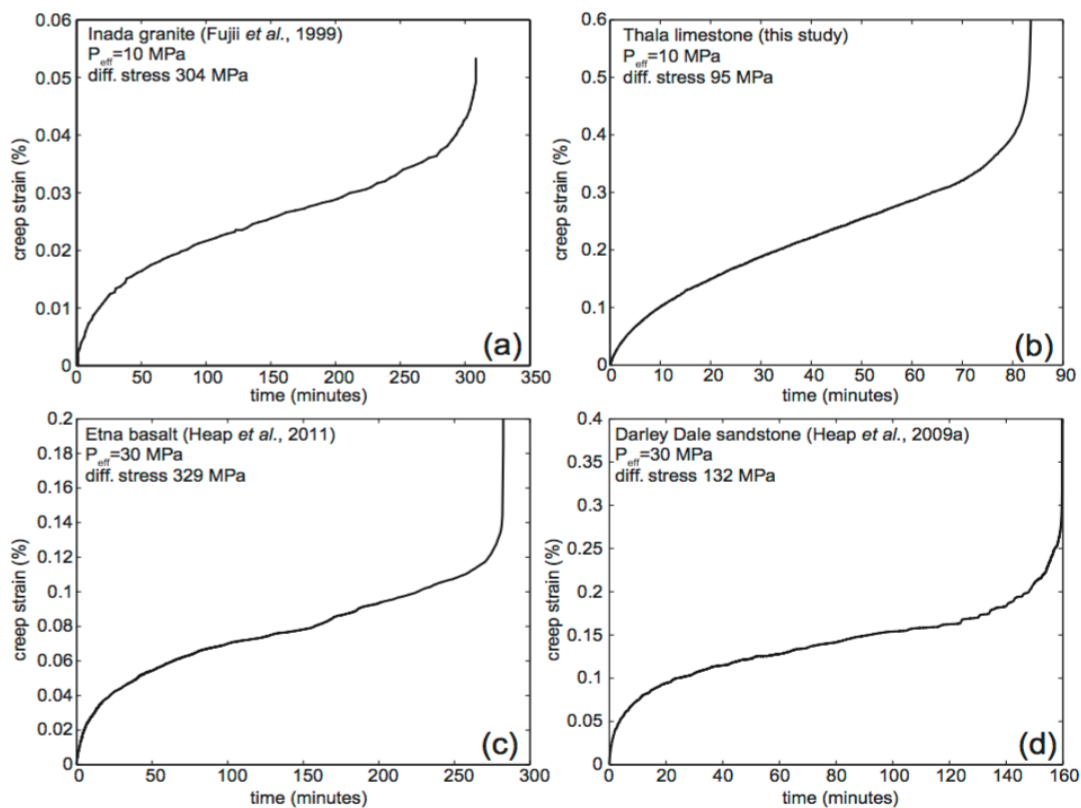 0.06
0.05
0.04
0.03
0.02
0.01
0
creep strain (%)
Inada granite (Fujii et al., 1999)
Peff=10 MPa
diff. stress 304 MPa
(a)
0 50 100 150 200 250 300 350
time (minutes)
0.6
0.5
0.4
0.3
0.2
0.1
0
creep strain (%)
Thala limestone (this study)
Peff=10 MPa
diff. stress 95 MPa
(b)
0 10 20 30 40 50 60 70 80 90
time (minutes)
0.2
0.18
0.16
0.14
0.12
0.1
0.08
0.06
0.04
0.02
0
creep strain (%)
Etna basalt (Heap et al., 2011)
Peff=30 MPa
diff. stress 329 MPa
(c)
0 50 100 150 200 250 300
time (minutes)
0.4
0.35
0.3
0.25
0.2
0.15
0.1
0.05
0
creep strain (%)
Darley Dale sandstone (Heap et al., 2009a)
Peff=30 MPa
diff. stress 132 MPa
(d)
0 20 40 60 80 100 120 140 160
time (minutes)